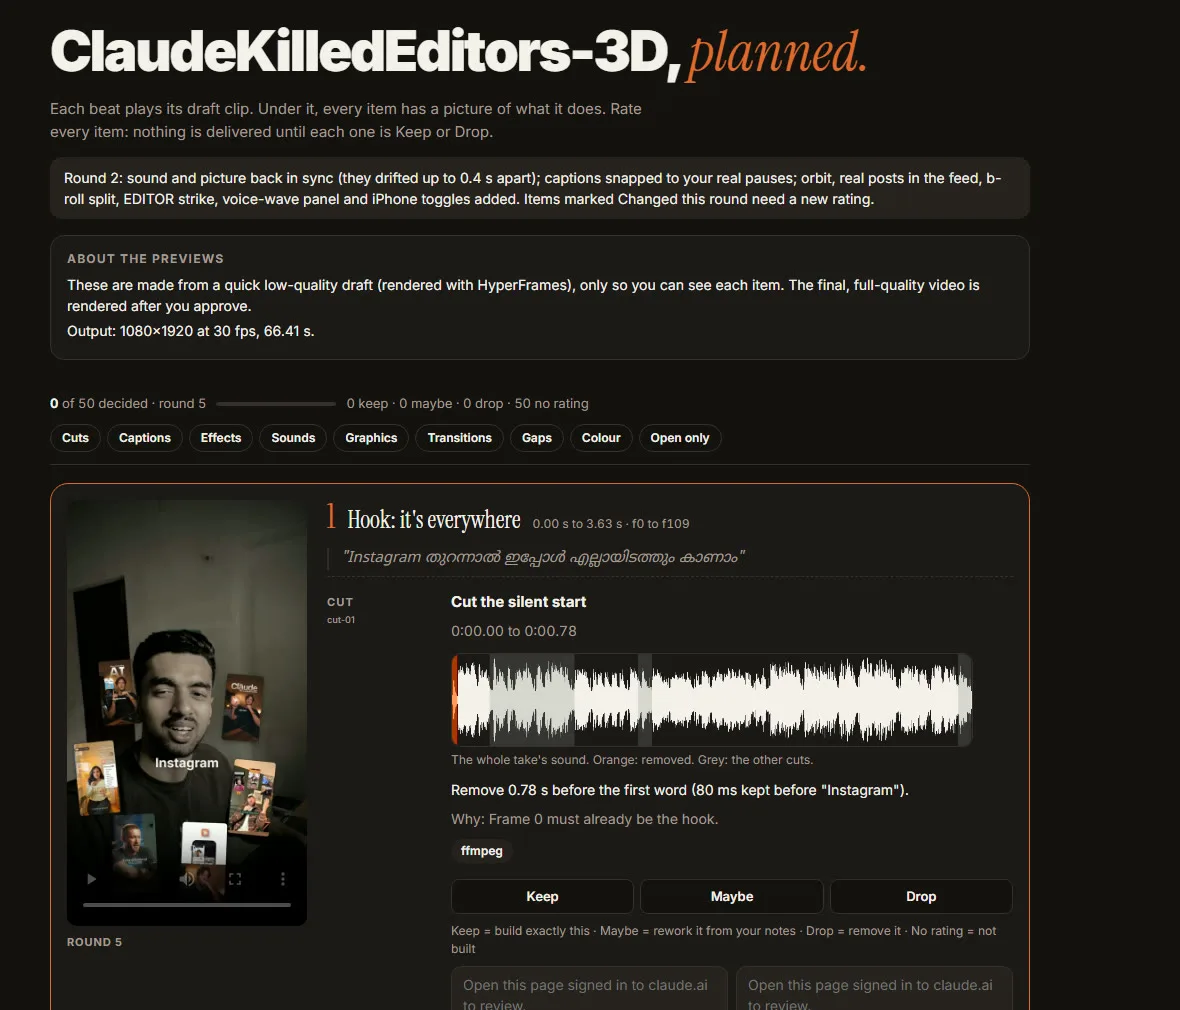 ClaudeKilledEditors-3D, planned.
Each beat plays its draft clip. Under it, every item has a picture of what it does. Rate
every item: nothing is delivered until each one is Keep or Drop.
Round 2: sound and picture back in sync (they drifted up to 0.4 s apart); captions snapped to your real pauses; orbit, real posts in the feed, b-
roll split, EDITOR strike, voice-wave panel and iPhone toggles added. Items marked Changed this round need a new rating.
ABOUT THE PREVIEWS
These are made from a quick low-quality draft (rendered with HyperFrames), only so you can see each item. The final, full-quality video is
rendered after you approve.
Output: 1080×1920 at 30 fps, 66.41 s.
0 of 50 decided · round 5
0 keep · 0 maybe · 0 drop · 50 no rating
Cuts
Captions
Effects
Sounds
Graphics
Transitions
Gaps
Colour
Open only
AI
Claude
Instagram
ROUND 5
1 Hook: it's everywhere 0.00 s to 3.63 s · f0 to f109
"Instagram തുറന്നാൽ ഇപ്പോൾ എല്ലായിടത്തും കാണാം"
CUT
cut-01
Cut the silent start
0:00.00 to 0:00.78
The whole take's sound. Orange: removed. Grey: the other cuts.
Remove 0.78 s before the first word (80 ms kept before "Instagram").
Why: Frame 0 must already be the hook.
ffmpeg
Keep
Maybe
Drop
Keep = build exactly this · Maybe = rework it from your notes · Drop = remove it · No rating = not
built
Open this page signed in to claude.ai
to review.
Open this page signed in to claude.ai
to review.